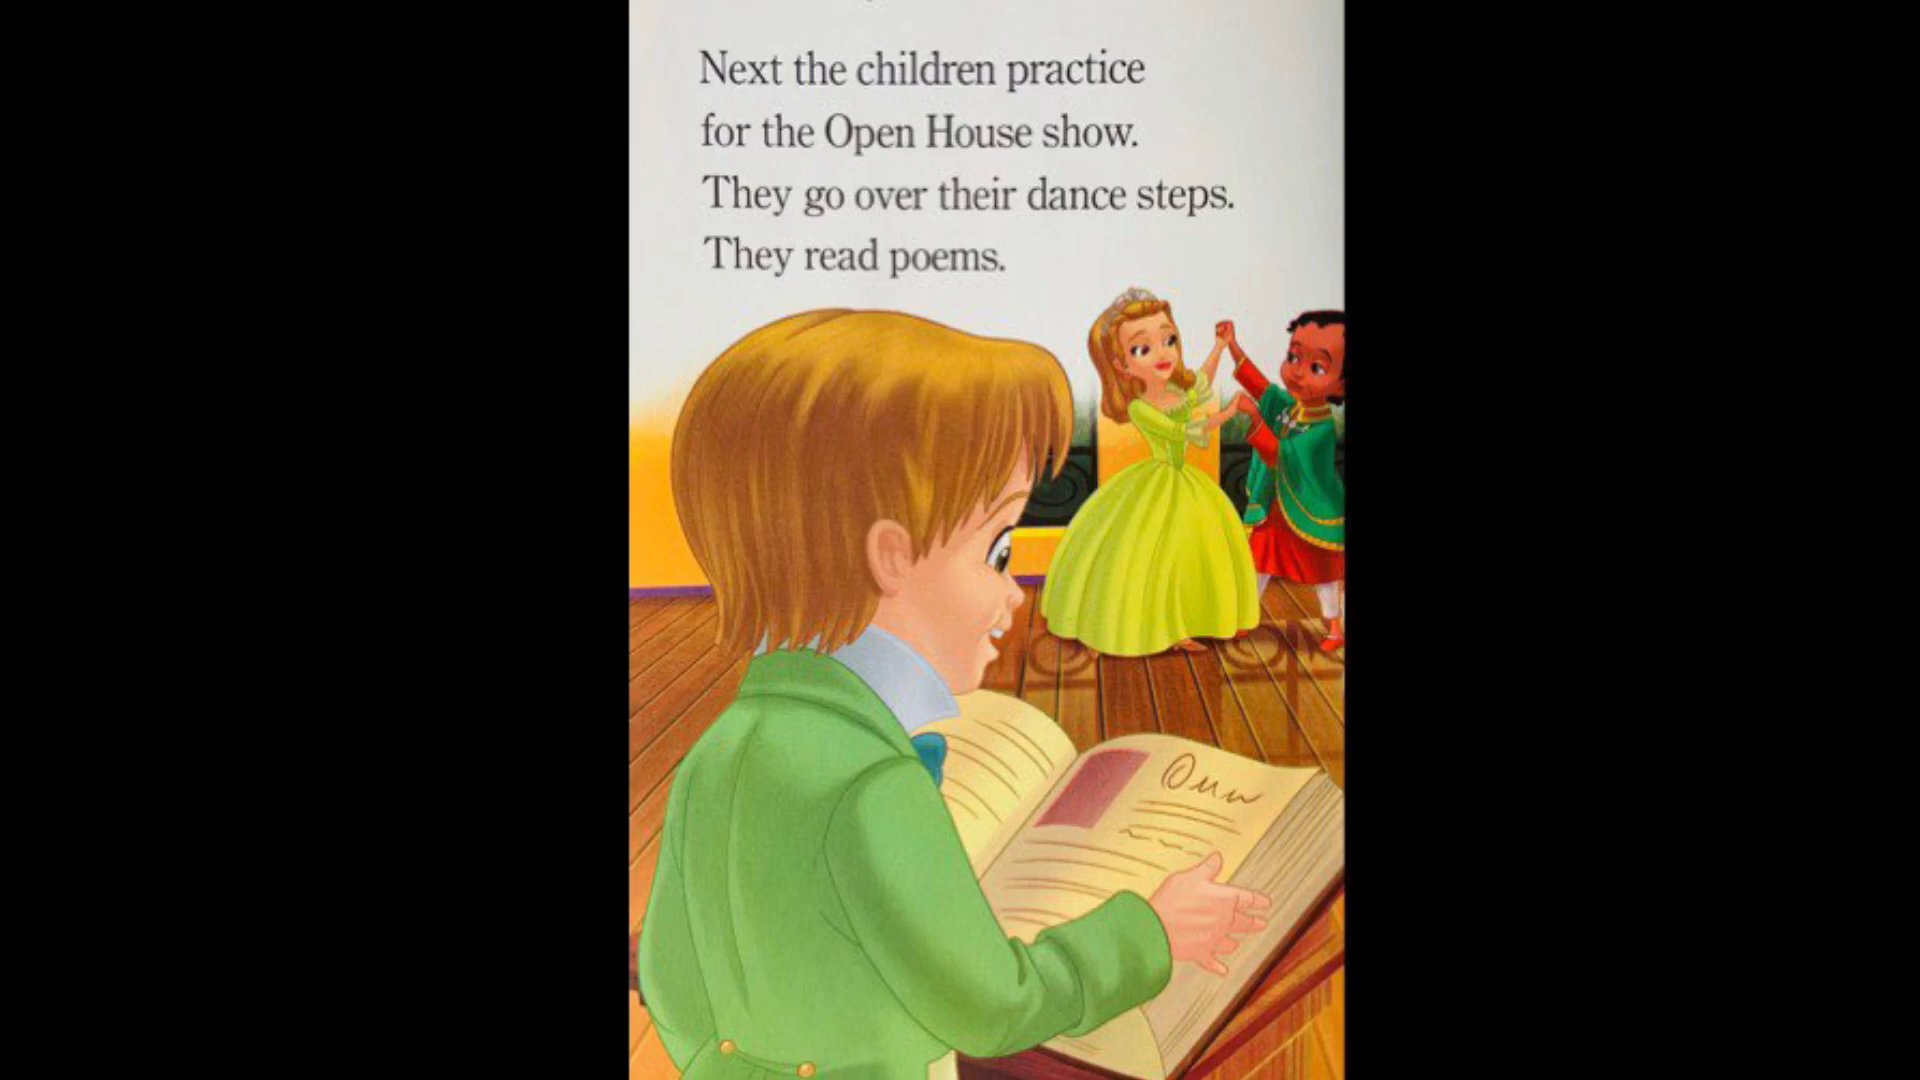 Next the children practice
for the Open House show.
They go over their dance steps.
They read poems.